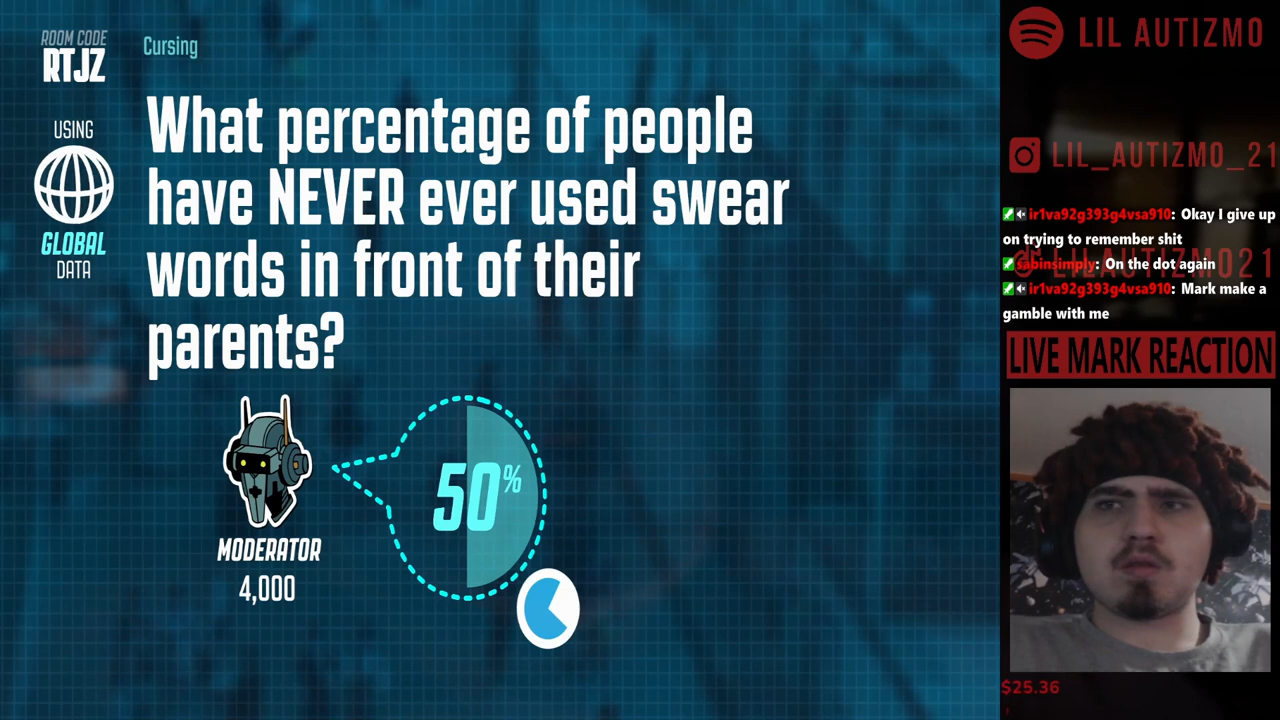 ROOM CODE
RTJZ
Cursing
USING
GLOBAL
DATA
What percentage of people
have NEVER ever used swear
words in front of their
parents?
50%
MODERATOR
4,000
LIL AUTIZMO
LIL_AUTIZMO_21
ir1va92g393g4vsa910: Okay I give up
on trying to remember shit
sabinsimply: On the dot again
ir1va92g393g4vsa910: Mark make a
gamble with me
LIVE MARK REACTION
$25.36